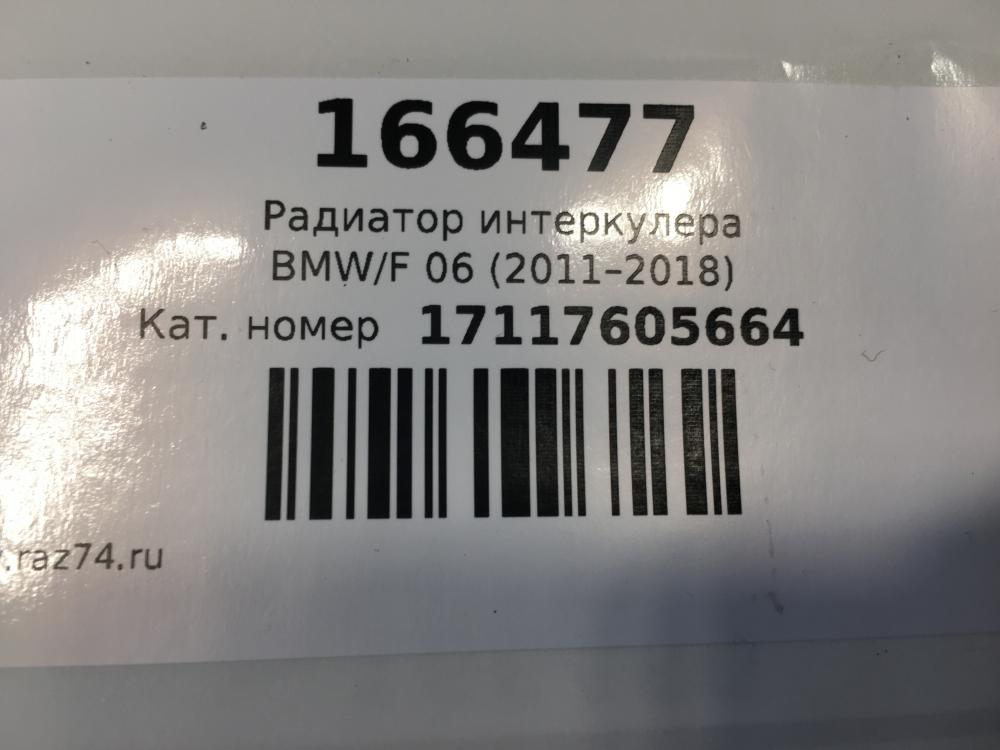 166477
Радиатор интеркулера
BMW/F 06 (2011–2018)
Кат. номер 17117605664
.raz74.ru